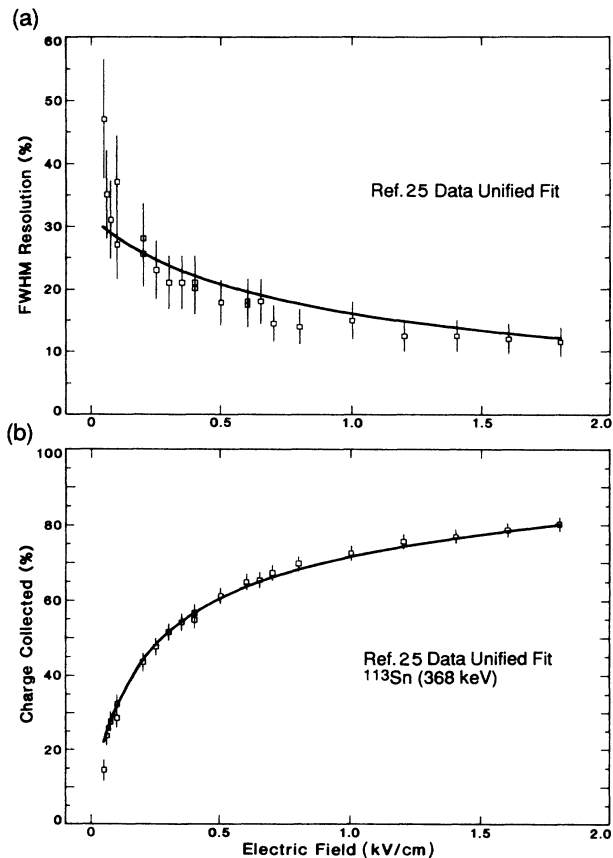 (a)
60
50
40
30
20
10
0
FWHM Resolution (%)
Ref. 25 Data Unified Fit
0
0.5
1.0
1.5
2.0
(b)
100
80
60
40
20
0
Charge Collected (%)
Ref. 25 Data Unified Fit
¹¹³Sn (368 keV)
0
0.5
1.0
1.5
2.0
Electric Field (kV/cm)